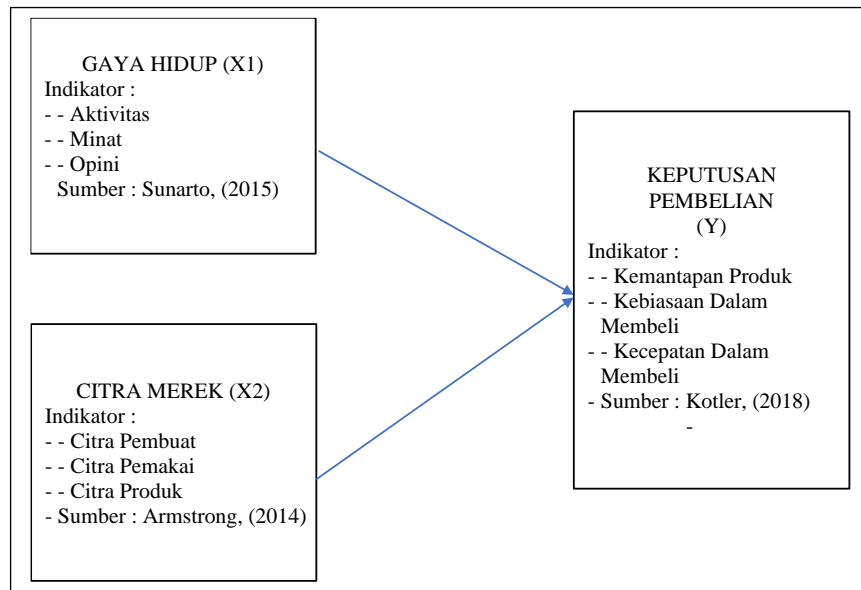 GAYA HIDUP (X1)
Indikator :
- - Aktivitas
- - Minat
- - Opini
Sumber : Sunarto, (2015)
CITRA MEREK (X2)
Indikator :
- - Citra Pembuat
- - Citra Pemakai
- - Citra Produk
- Sumber : Armstrong, (2014)
KEPUTUSAN
PEMBELIAN
(Y)
Indikator :
- - Kemantapan Produk
- - Kebiasaan Dalam
Membeli
- - Kecepatan Dalam
Membeli
- Sumber : Kotler, (2018)
-